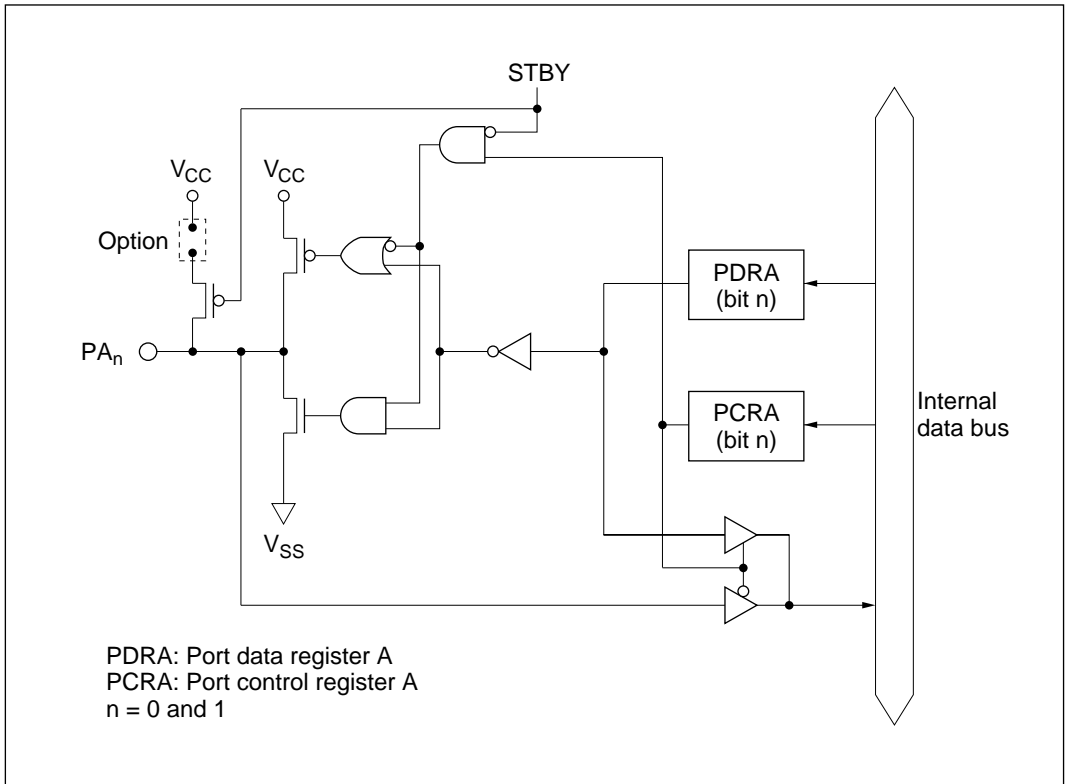 STBY
VCC
VCC
Option
PDRA
(bit n)
PAn
PCRA
(bit n)
Internal
data bus
VSS
PDRA: Port data register A
PCRA: Port control register A
n = 0 and 1